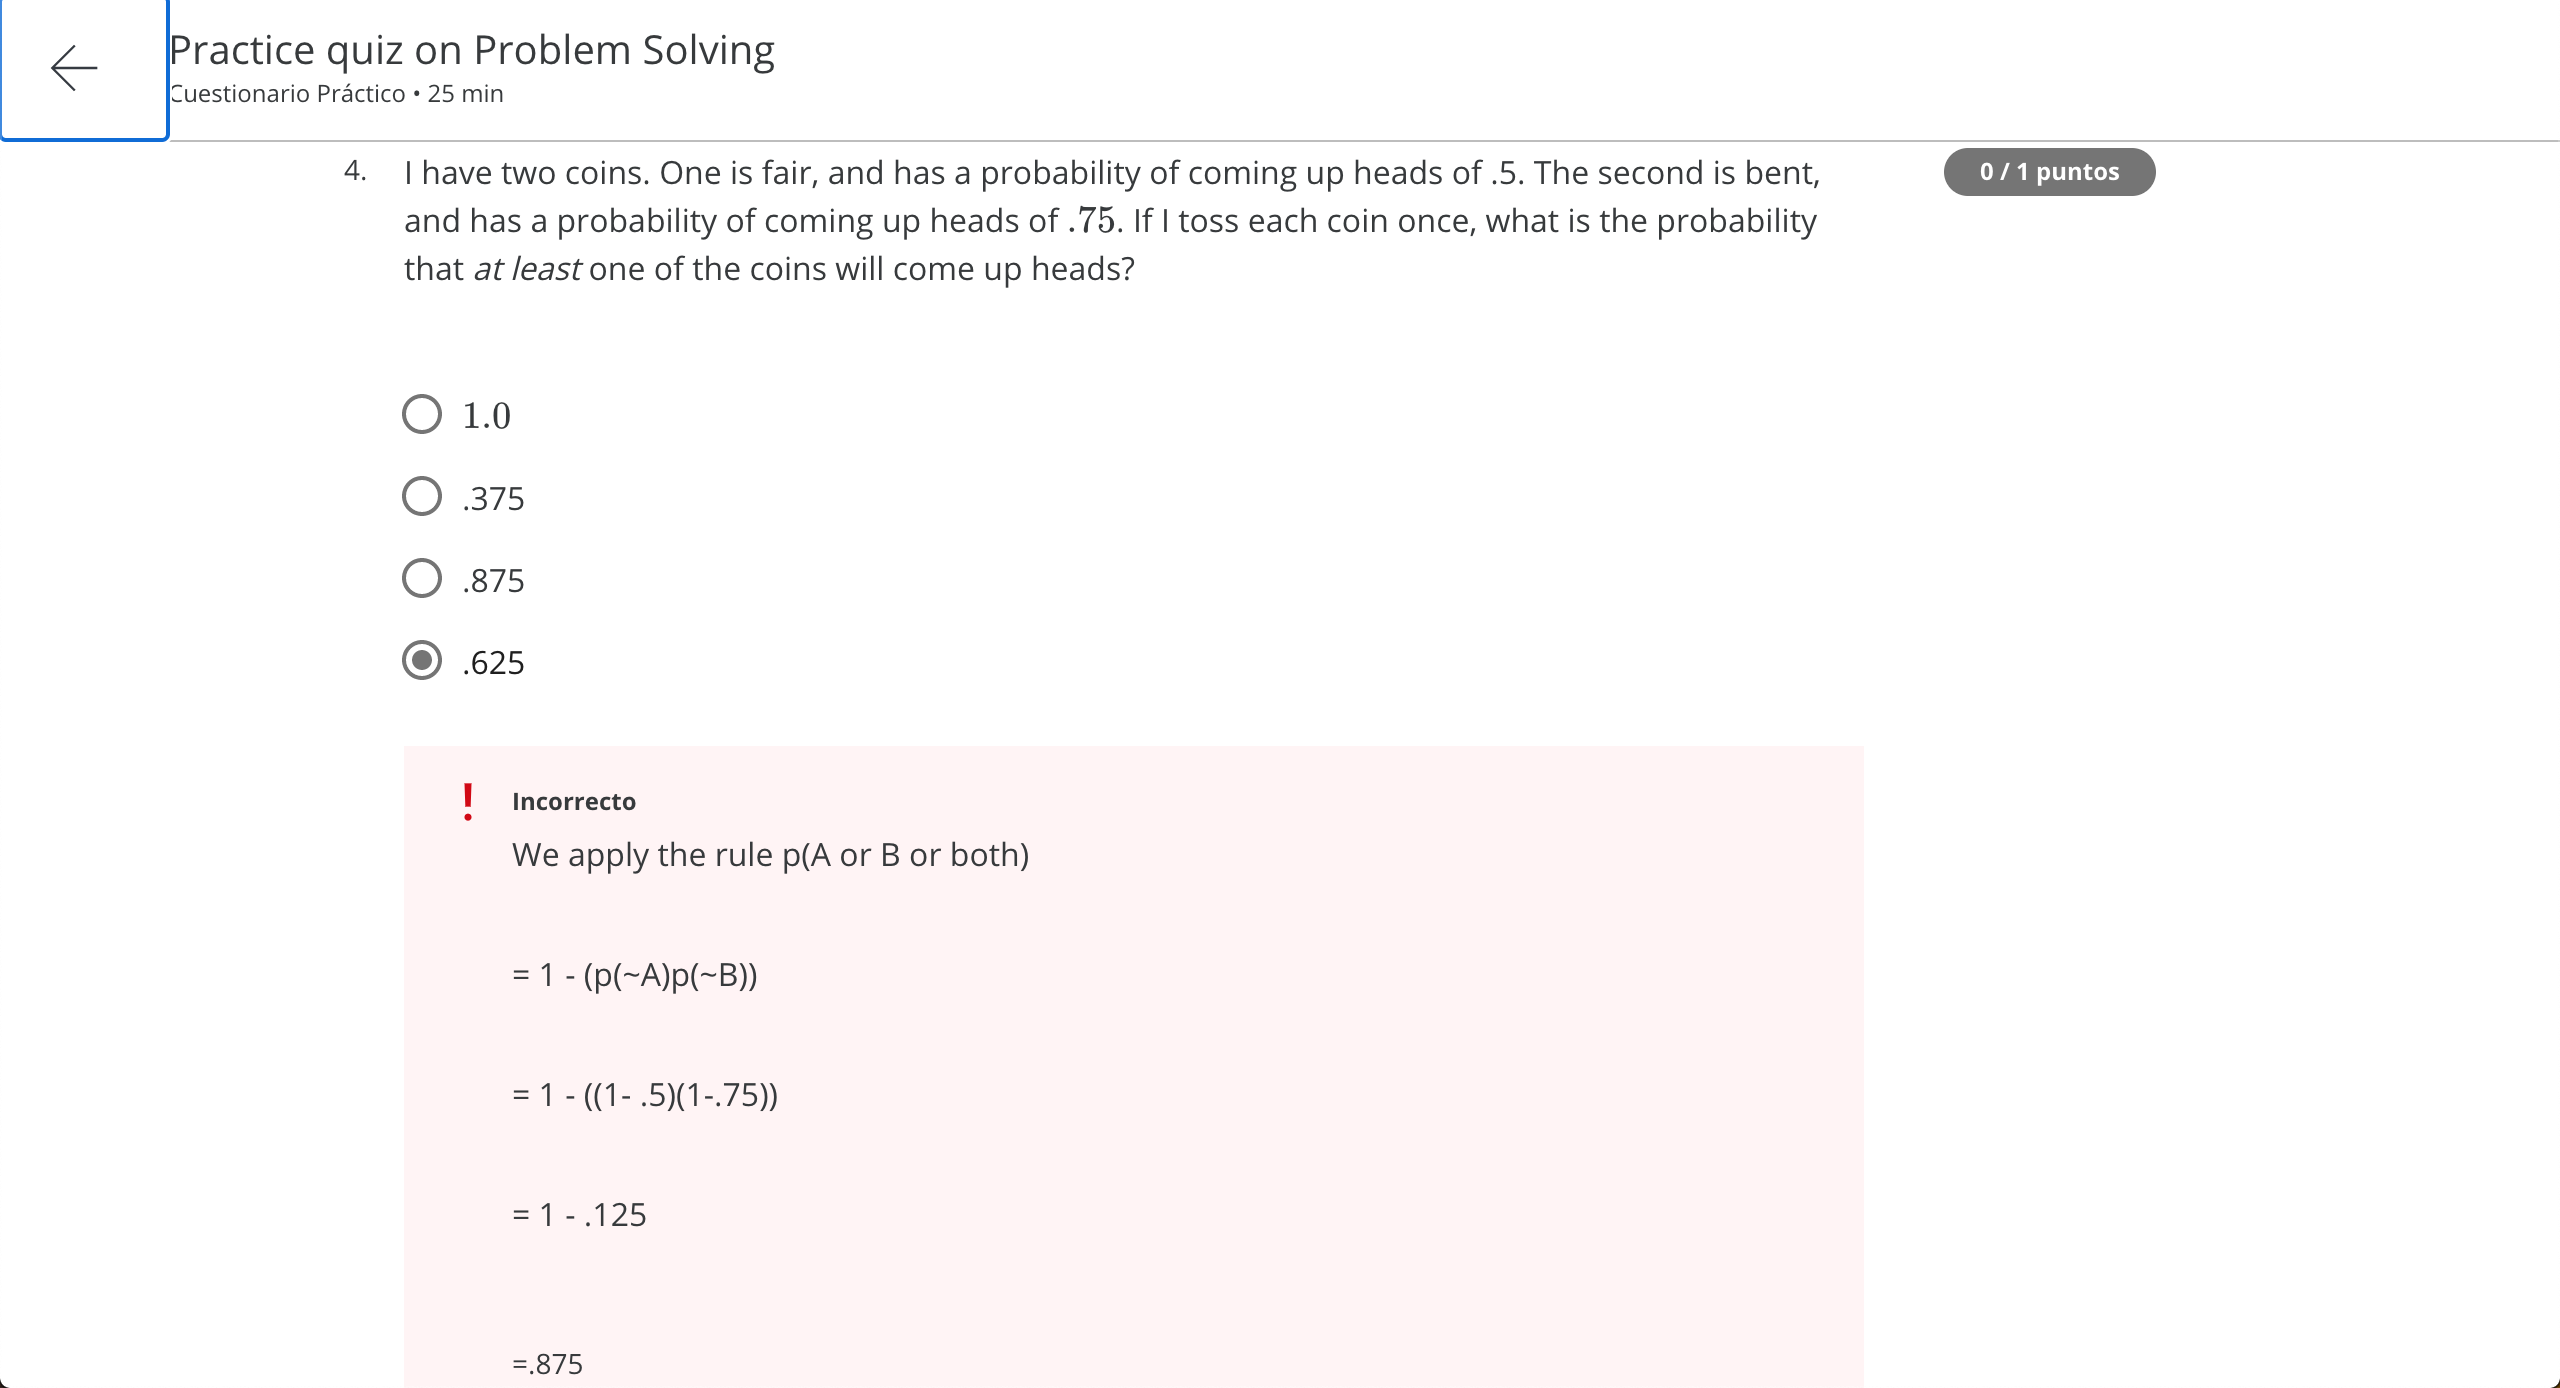 Practice quiz on Problem Solving
Cuestionario Práctico • 25 min
4.
I have two coins. One is fair, and has a probability of coming up heads of .5. The second is bent,
and has a probability of coming up heads of .75. If I toss each coin once, what is the probability
that at least one of the coins will come up heads?
0 / 1 puntos
1.0
.375
.875
.625
!
Incorrecto
We apply the rule p(A or B or both)
= 1 - (p(~A)p(~B))
= 1 - ((1- .5)(1-.75))
= 1 - .125
=.875